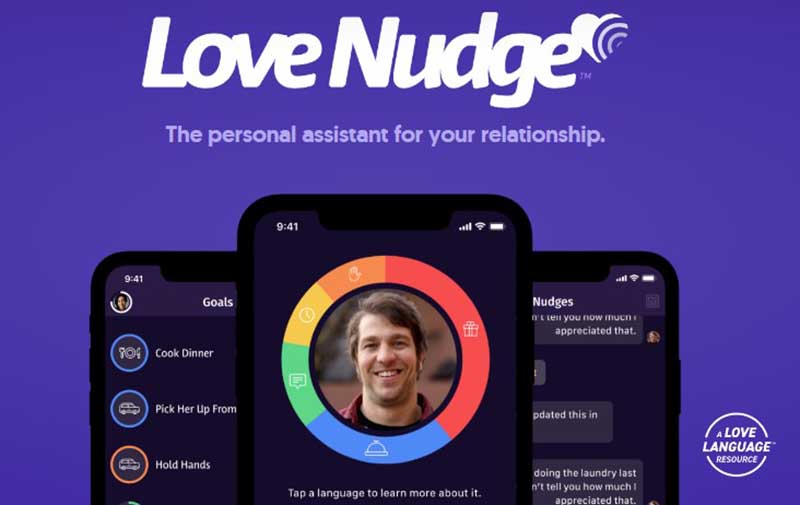 Love Nudge™
The personal assistant for your relationship.
9:41
Goals
Cook Dinner
Pick Her Up From
Hold Hands
9:41
Tap a language to learn more about it.
Nudges
n't tell you how much I
appreciated that.
t
pdated this in
doing the laundry last
n't tell you how much I
appreciated that.
A LOVE
LANGUAGE™
RESOURCE